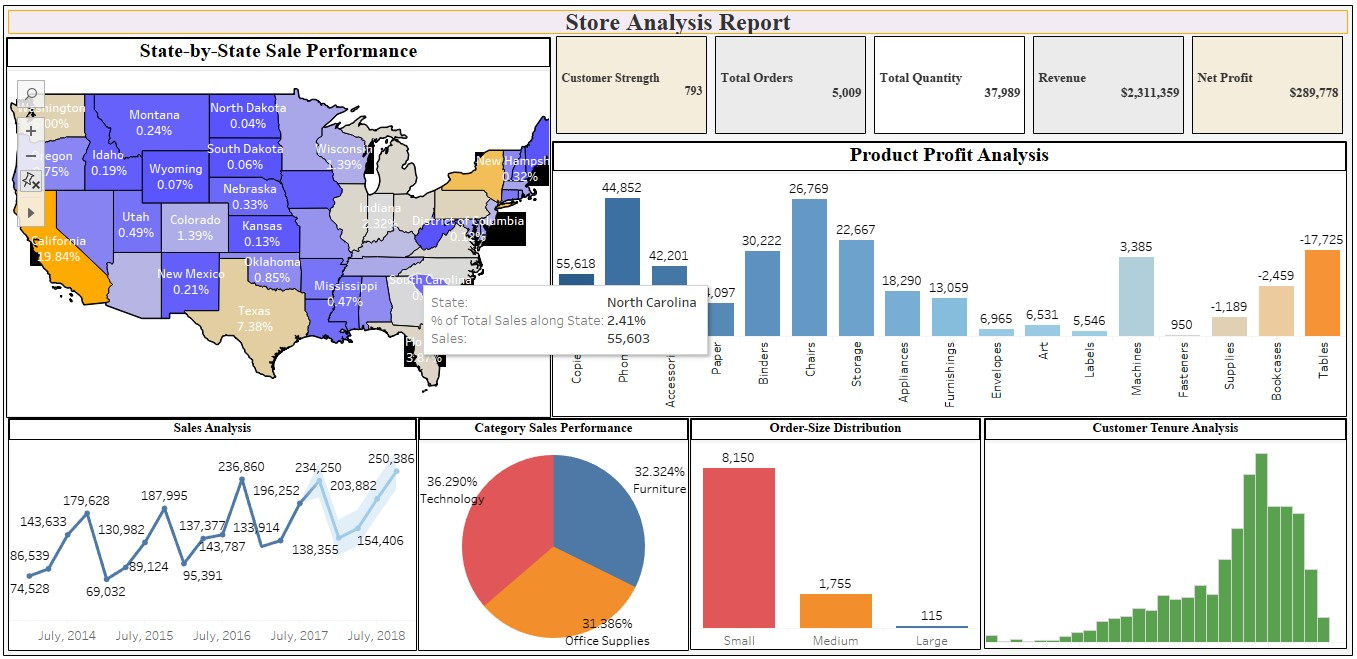 Store Analysis Report
State-by-State Sale Performance
Customer Strength
793
Total Orders
5,009
Total Quantity
37,989
Revenue
$2,311,359
Net Profit
$289,778
Washington
Montana
0.24%
North Dakota
0.04%
Wisconsin
1.39%
New Hampsh
0.32%
Idaho
0.19%
South Dakota
0.06%
Wyoming
0.07%
Nebraska
0.33%
Utah
0.49%
Colorado
1.39%
Kansas
0.13%
Indiana
2.32%
District of Columbia
California
19.84%
New Mexico
0.21%
Oklahoma
0.85%
Mississippi
0.47%
South Carolina
Texas
7.38%
State: North Carolina
% of Total Sales along State: 2.41%
Sales: 55,603
Product Profit Analysis
55,618
44,852
42,201
30,222
26,769
22,667
18,290
13,059
6,965
6,531
5,546
3,385
950
-1,189
-2,459
-17,725
Paper
Binders
Chairs
Storage
Appliances
Furnishings
Envelopes
Art
Labels
Machines
Fasteners
Supplies
Bookcases
Tables
Sales Analysis
86,539
74,528
143,633
179,628
69,032
89,124
130,982
187,995
95,391
137,377
143,787
236,860
133,914
196,252
234,250
138,355
154,406
203,882
250,386
July, 2014
July, 2015
July, 2016
July, 2017
July, 2018
Category Sales Performance
36.290%
Technology
32.324%
Furniture
31.386%
Office Supplies
Order-Size Distribution
8,150
1,755
115
Small
Medium
Large
Customer Tenure Analysis